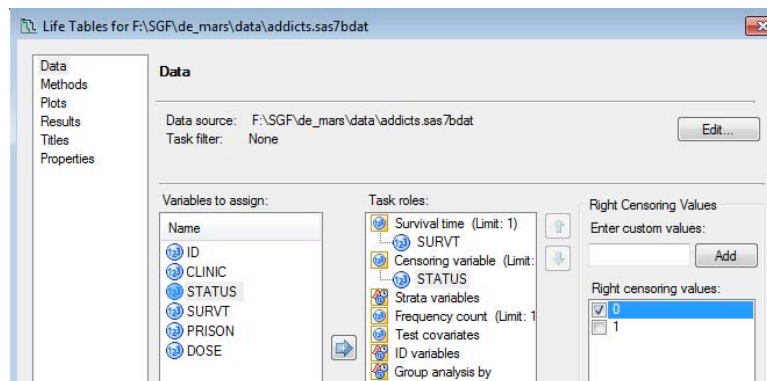 Life Tables for F:\SGF\de_mars\data\addicts.sas7bdat
Data
Methods
Plots
Results
Titles
Properties
Data
Data source: F:\SGF\de_mars\data\addicts.sas7bdat
Task filter: None
Edit...
Variables to assign:
Name
ID
CLINIC
STATUS
SURVT
PRISON
DOSE
Task roles:
Survival time (Limit: 1)
SURVT
Censoring variable (Limit:
STATUS
Strata variables
Frequency count (Limit: 1
Test covariates
ID variables
Group analysis by
Right Censoring Values
Enter custom values:
Add
Right censoring values:
0
1